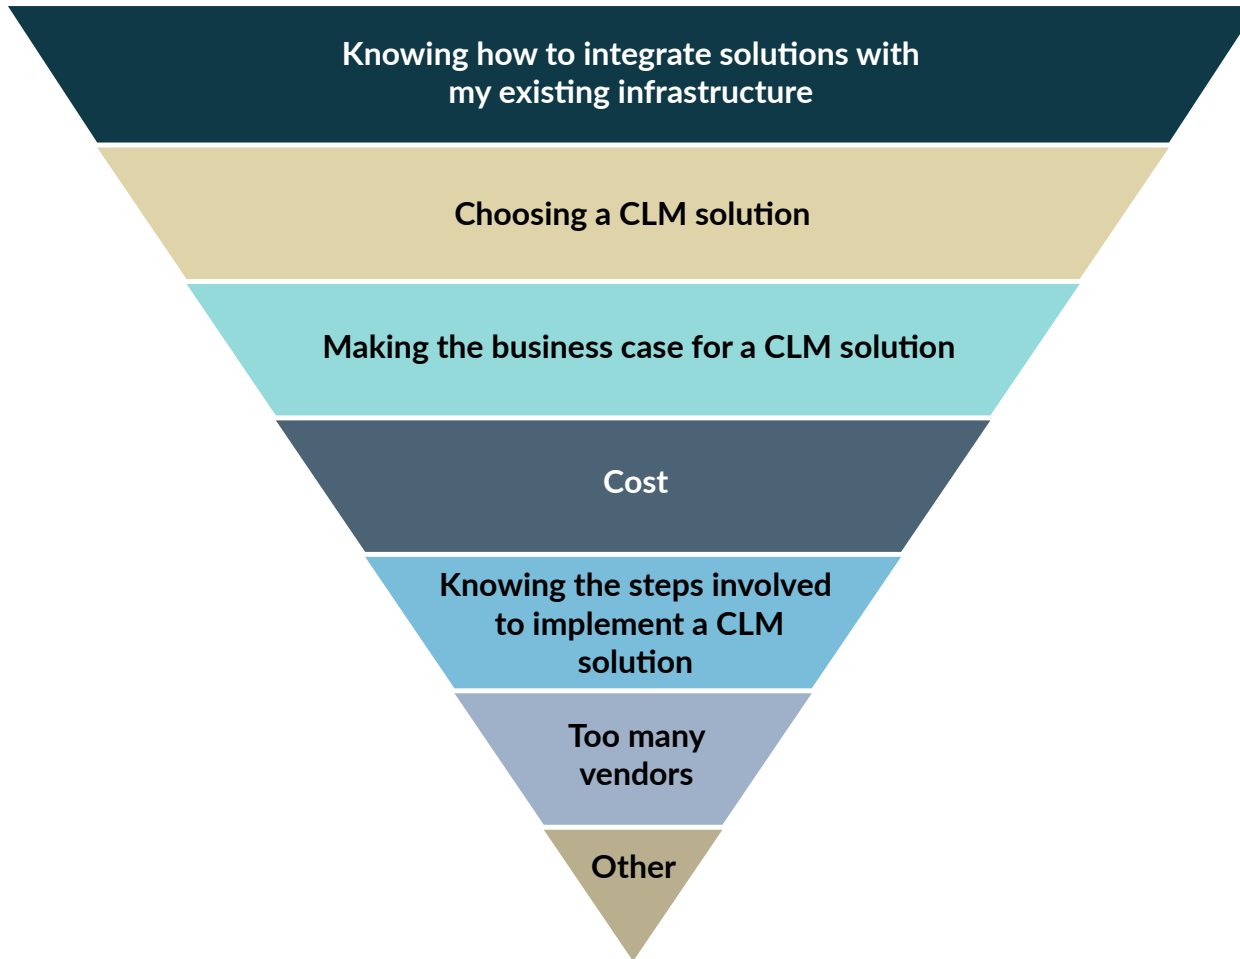 Knowing how to integrate solutions with
my existing infrastructure
Choosing a CLM solution
Making the business case for a CLM solution
Cost
Knowing the steps involved
to implement a CLM
solution
Too many
vendors
Other